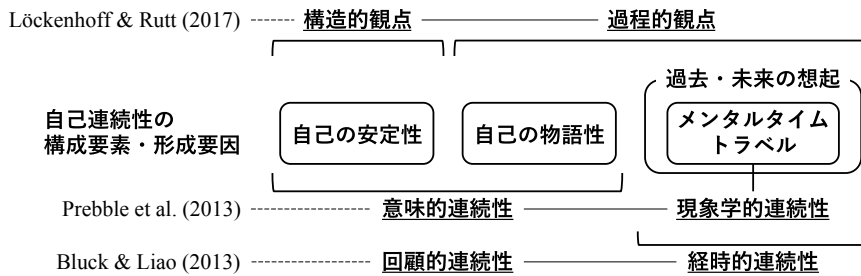 Löckenhoff & Rutt (2017) 構造的観点 過程的観点
過去・未来の想起
自己連続性の
構成要素・形成要因
自己の安定性 自己の物語性 メンタルタイム
トラベル
Prebble et al. (2013) 意味的連続性 現象学的連続性
Bluck & Liao (2013) 回顧的連続性 経時的連続性